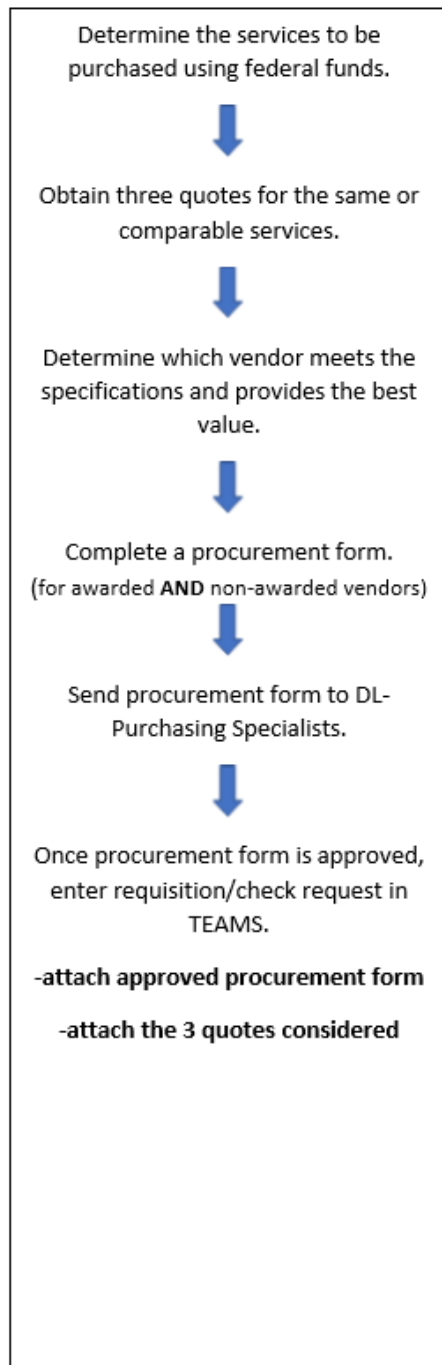 Determine the services to be
purchased using federal funds.
Obtain three quotes for the same or
comparable services.
Determine which vendor meets the
specifications and provides the best
value.
Complete a procurement form.
(for awarded AND non-awarded vendors)
Send procurement form to DL-
Purchasing Specialists.
Once procurement form is approved,
enter requisition/check request in
TEAMS.
-attach approved procurement form
-attach the 3 quotes considered